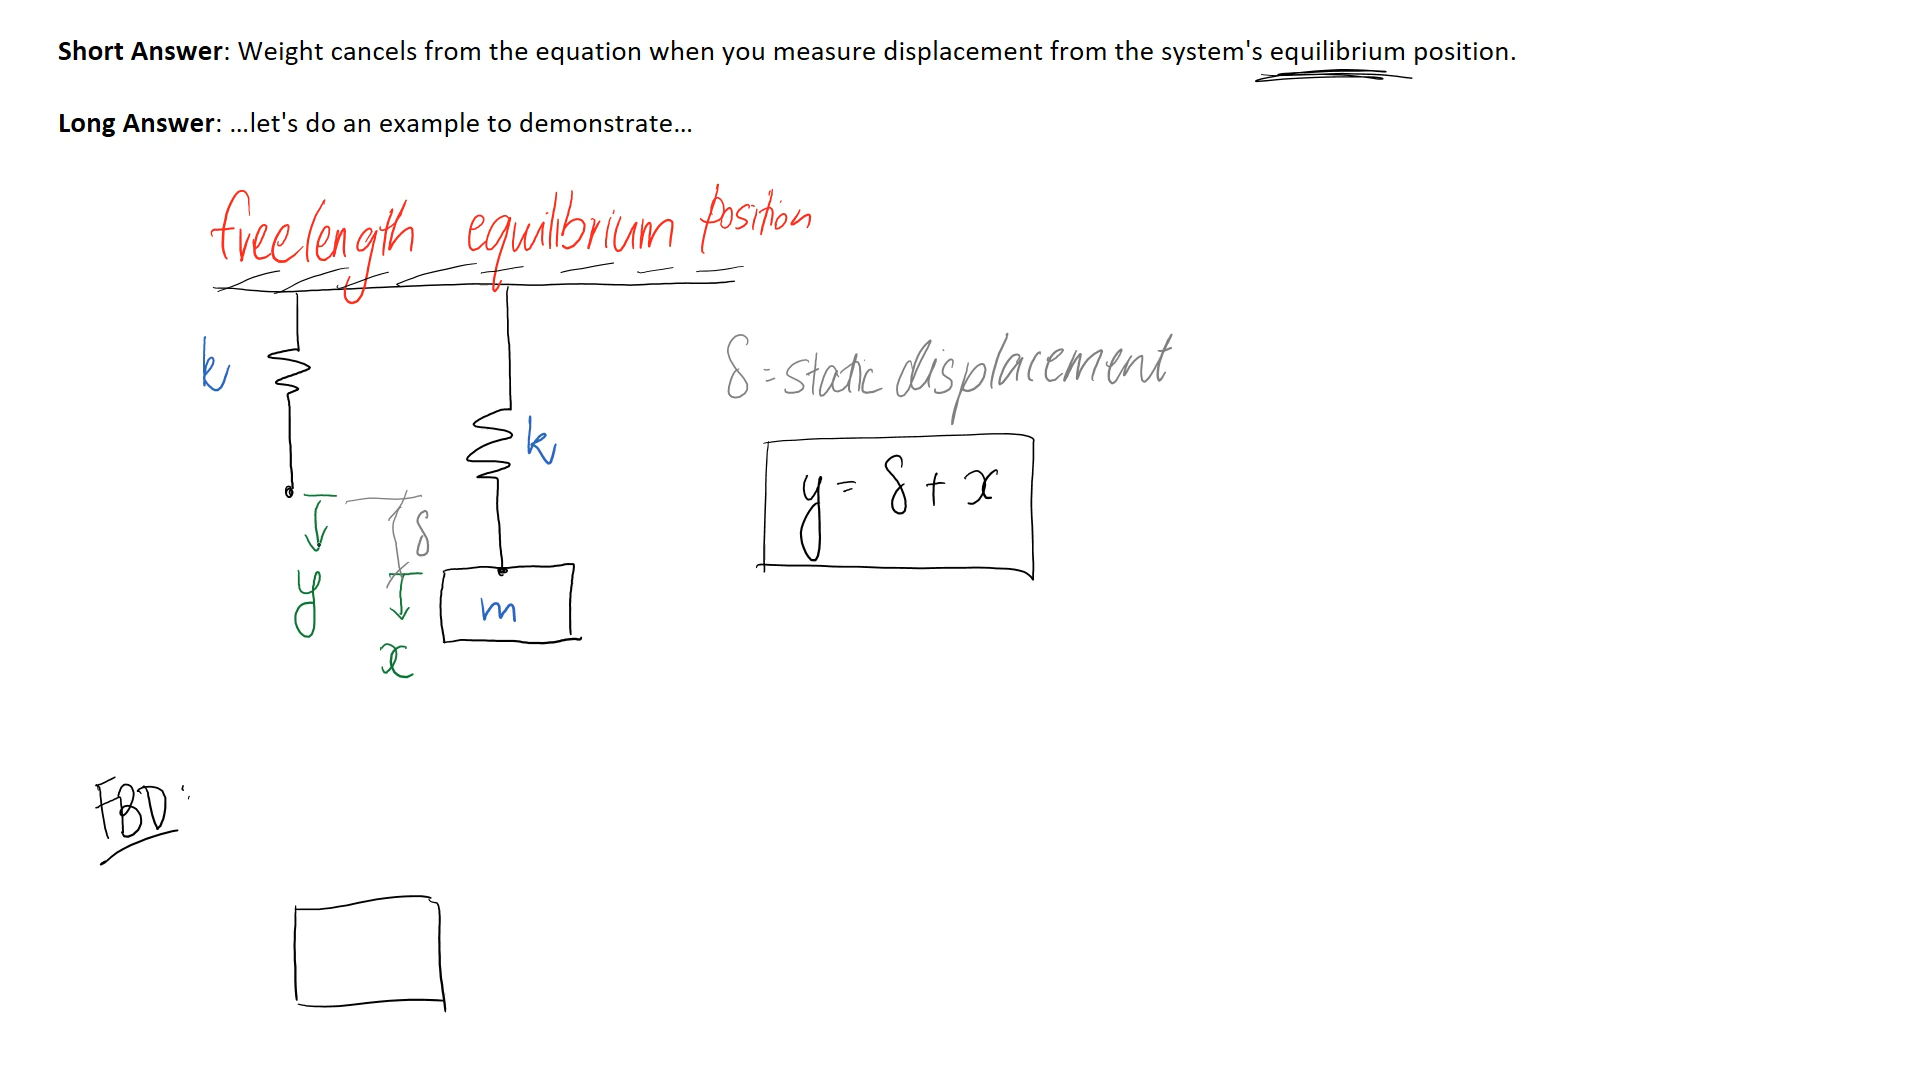 Short Answer: Weight cancels from the equation when you measure displacement from the system's equilibrium position.
Long Answer: ...let's do an example to demonstrate...
free length equilibrium position
k
k
δ = static displacement
y = δ + x
δ
y
m
x
FBD: